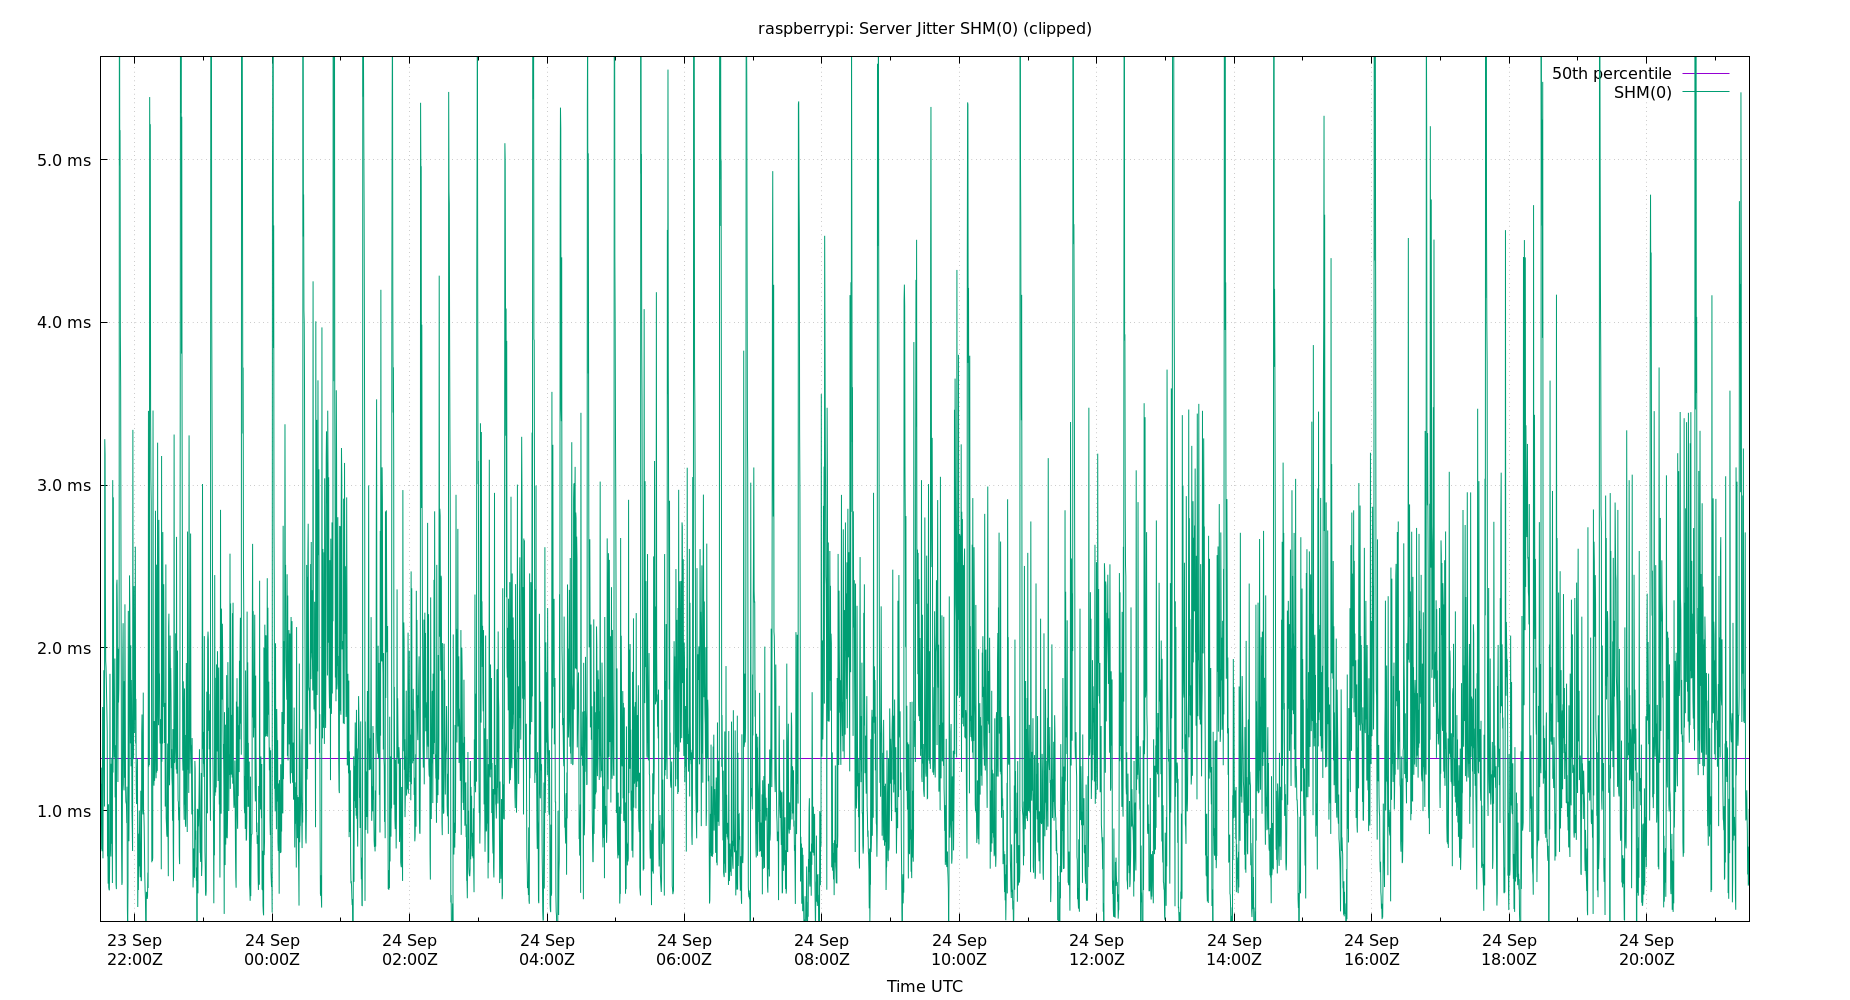 raspberrypi: Server Jitter SHM(0) (clipped)
50th percentile
SHM(0)
5.0 ms
4.0 ms
3.0 ms
2.0 ms
1.0 ms
23 Sep 24 Sep 24 Sep 24 Sep 24 Sep 24 Sep 24 Sep 24 Sep 24 Sep 24 Sep 24 Sep 24 Sep
22:00Z 00:00Z 02:00Z 04:00Z 06:00Z 08:00Z 10:00Z 12:00Z 14:00Z 16:00Z 18:00Z 20:00Z
Time UTC